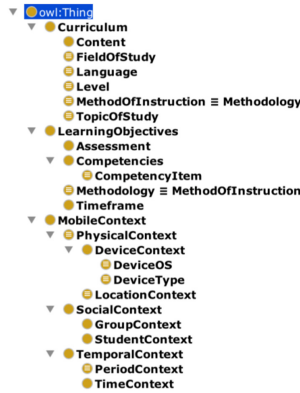 owl:Thing
Curriculum
Content
FieldOfStudy
Language
Level
MethodOfInstruction ≡ Methodology
TopicOfStudy
LearningObjectives
Assessment
Competencies
CompetencyItem
Methodology ≡ MethodOfInstruction
Timeframe
MobileContext
PhysicalContext
DeviceContext
DeviceOS
DeviceType
LocationContext
SocialContext
GroupContext
StudentContext
TemporalContext
PeriodContext
TimeContext